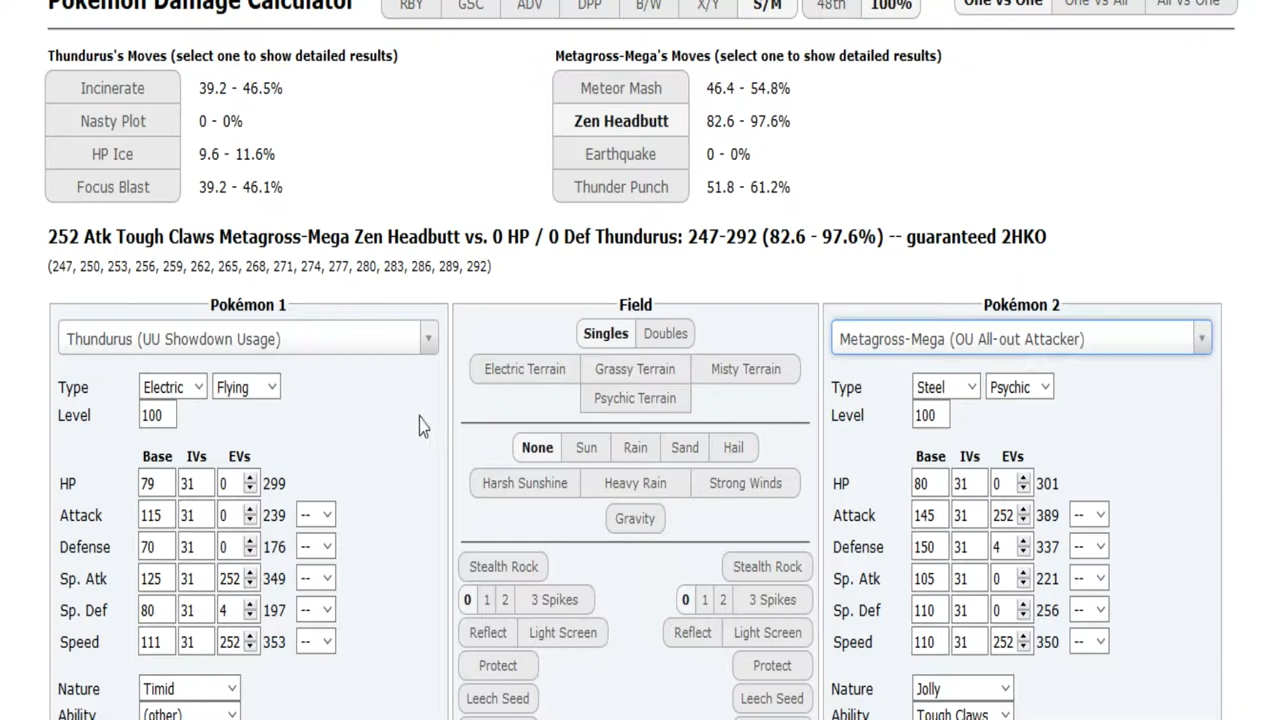 Pokémon Damage Calculator
RBY GSC ADV DPP B/W X/Y S/M 48th 100% One vs One One vs All All vs One
Thundurus's Moves (select one to show detailed results) Metagross-Mega's Moves (select one to show detailed results)
Incinerate 39.2 - 46.5% Meteor Mash 46.4 - 54.8%
Nasty Plot 0 - 0% Zen Headbutt 82.6 - 97.6%
HP Ice 9.6 - 11.6% Earthquake 0 - 0%
Focus Blast 39.2 - 46.1% Thunder Punch 51.8 - 61.2%
252 Atk Tough Claws Metagross-Mega Zen Headbutt vs. 0 HP / 0 Def Thundurus: 247-292 (82.6 - 97.6%) -- guaranteed 2HKO
(247, 250, 253, 256, 259, 262, 265, 268, 271, 274, 277, 280, 283, 286, 289, 292)
Pokémon 1
Thundurus (UU Showdown Usage)
Type Electric Flying
Level 100
Base IVs EVs
HP 79 31 0 299
Attack 115 31 0 239 --
Defense 70 31 0 176 --
Sp. Atk 125 31 252 349 --
Sp. Def 80 31 4 197 --
Speed 111 31 252 353 --
Nature Timid
Ability (other)
Field
Singles Doubles
Electric Terrain Grassy Terrain Misty Terrain
Psychic Terrain
None Sun Rain Sand Hail
Harsh Sunshine Heavy Rain Strong Winds
Gravity
Stealth Rock Stealth Rock
0 1 2 3 Spikes 0 1 2 3 Spikes
Reflect Light Screen Reflect Light Screen
Protect Protect
Leech Seed Leech Seed
Pokémon 2
Metagross-Mega (OU All-out Attacker)
Type Steel Psychic
Level 100
Base IVs EVs
HP 80 31 0 301
Attack 145 31 252 389 --
Defense 150 31 4 337 --
Sp. Atk 105 31 0 221 --
Sp. Def 110 31 0 256 --
Speed 110 31 252 350 --
Nature Jolly
Ability Tough Claws